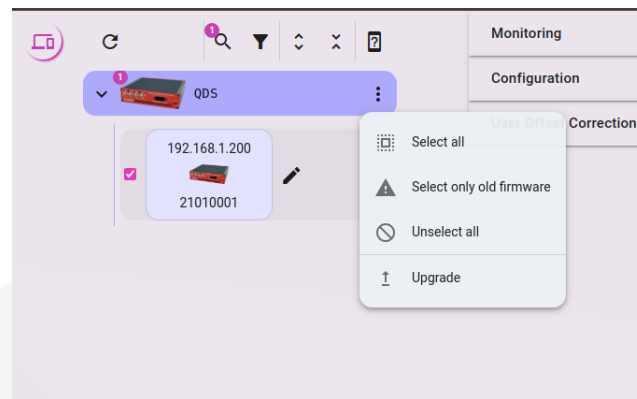 1
Monitoring
1
QDS
Configuration
User Offset Correction
Select all
192.168.1.200
21010001
Select only old firmware
Unselect all
Upgrade